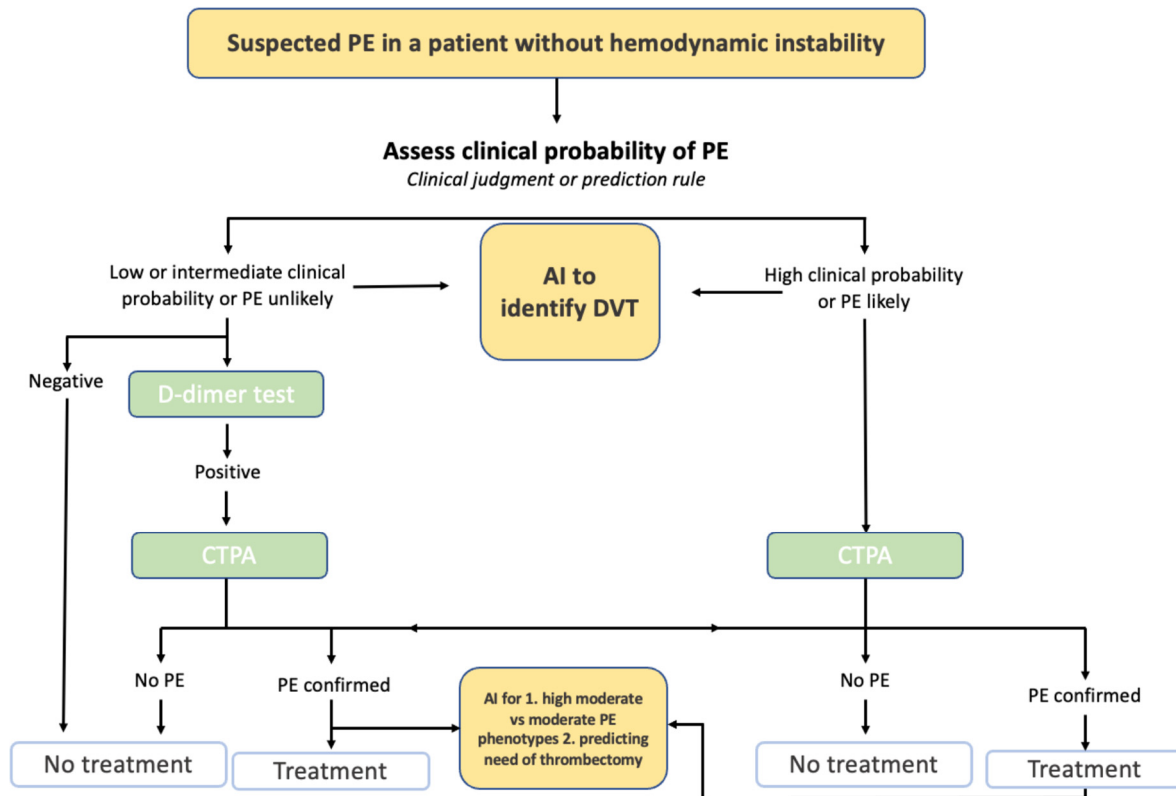 Suspected PE in a patient without hemodynamic instability
Assess clinical probability of PE
Clinical judgment or prediction rule
Low or intermediate clinical
probability or PE unlikely
AI to
identify DVT
High clinical probability
or PE likely
Negative
D-dimer test
Positive
CTPA
CTPA
No PE
PE confirmed
AI for 1. high moderate
vs moderate PE
phenotypes 2. predicting
need of thrombectomy
No PE
PE confirmed
No treatment
Treatment
No treatment
Treatment